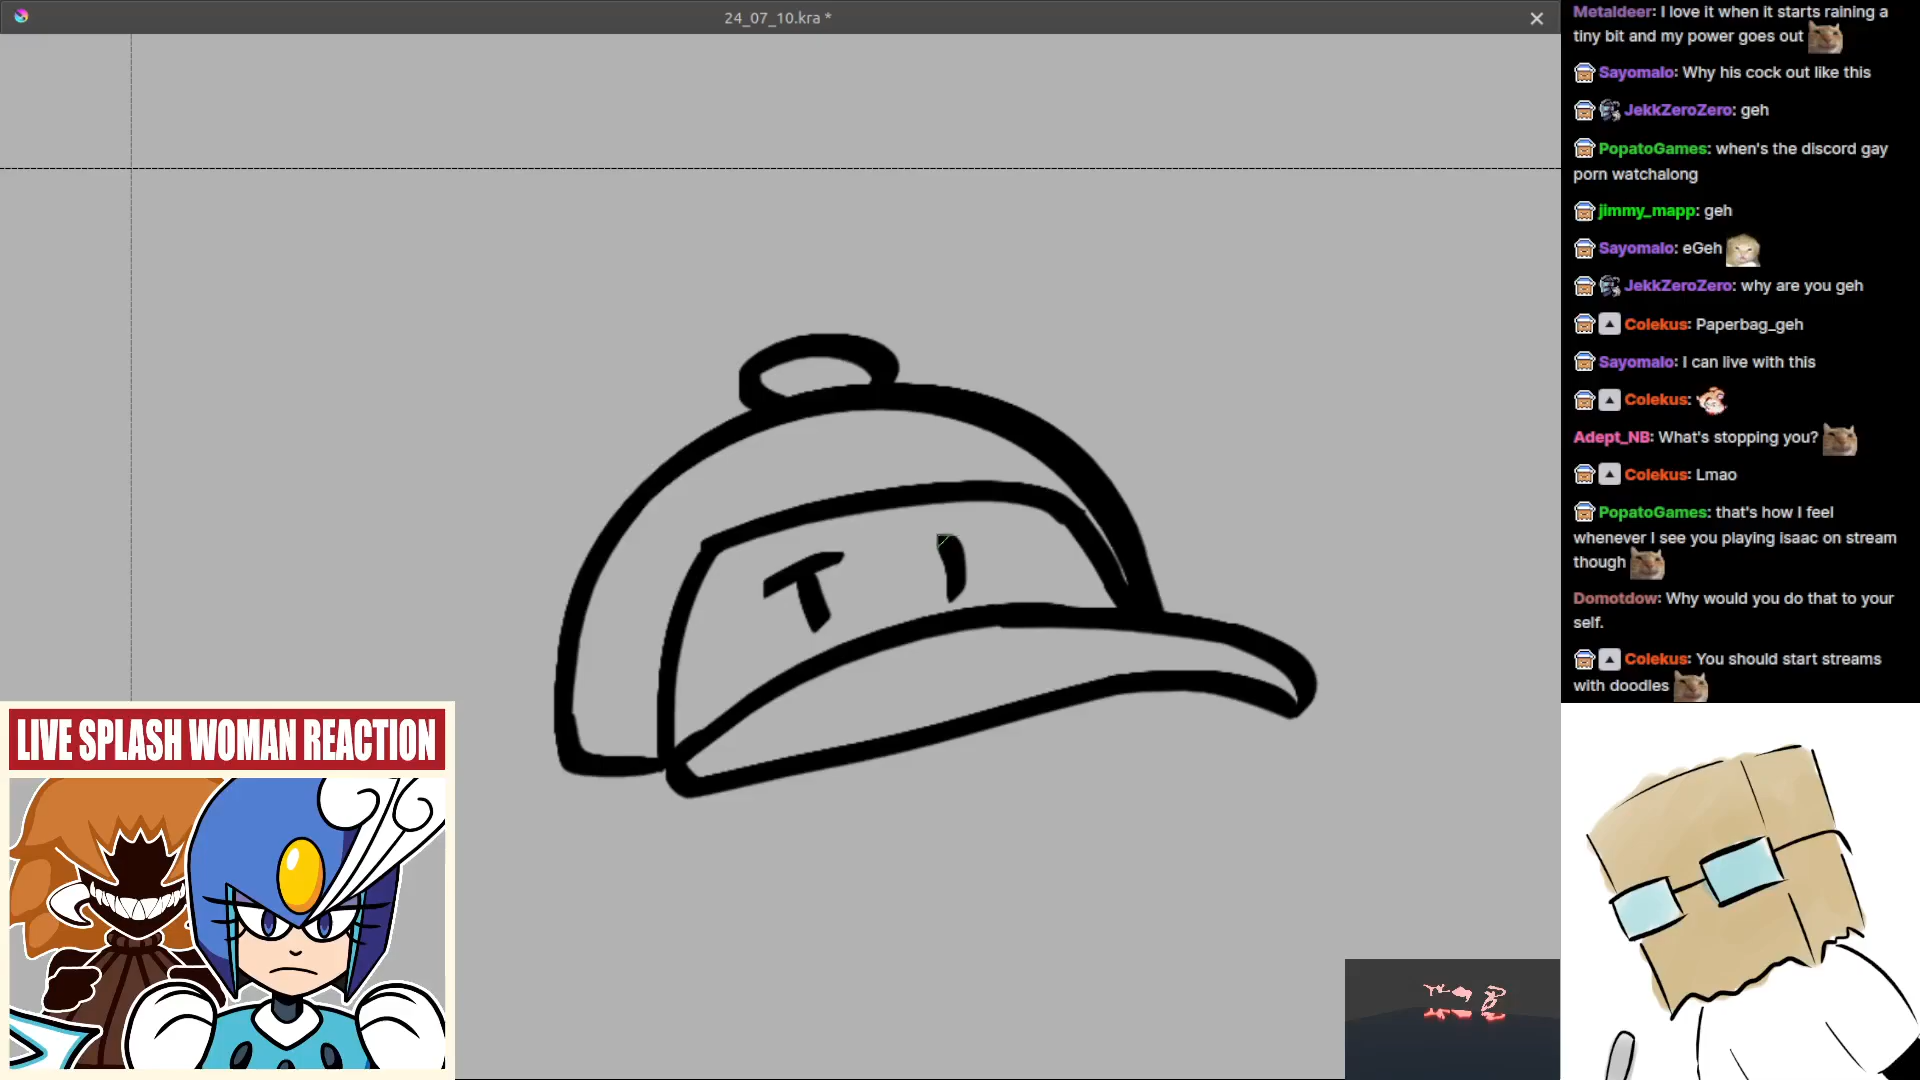 24_07_10.kra *
Metaldeer: I love it when it starts raining a
tiny bit and my power goes out
Sayomalo: Why his cock out like this
JekkZeroZero: geh
PopatoGames: when's the discord gay
porn watchalong
jimmy_mapp: geh
Sayomalo: eGeh
JekkZeroZero: why are you geh
Colekus: Paperbag_geh
Sayomalo: I can live with this
Colekus:
Adept_NB: What's stopping you?
Colekus: Lmao
PopatoGames: that's how I feel
whenever I see you playing isaac on stream
though
Domotdow: Why would you do that to your
self.
Colekus: You should start streams
with doodles
T I
LIVE SPLASH WOMAN REACTION